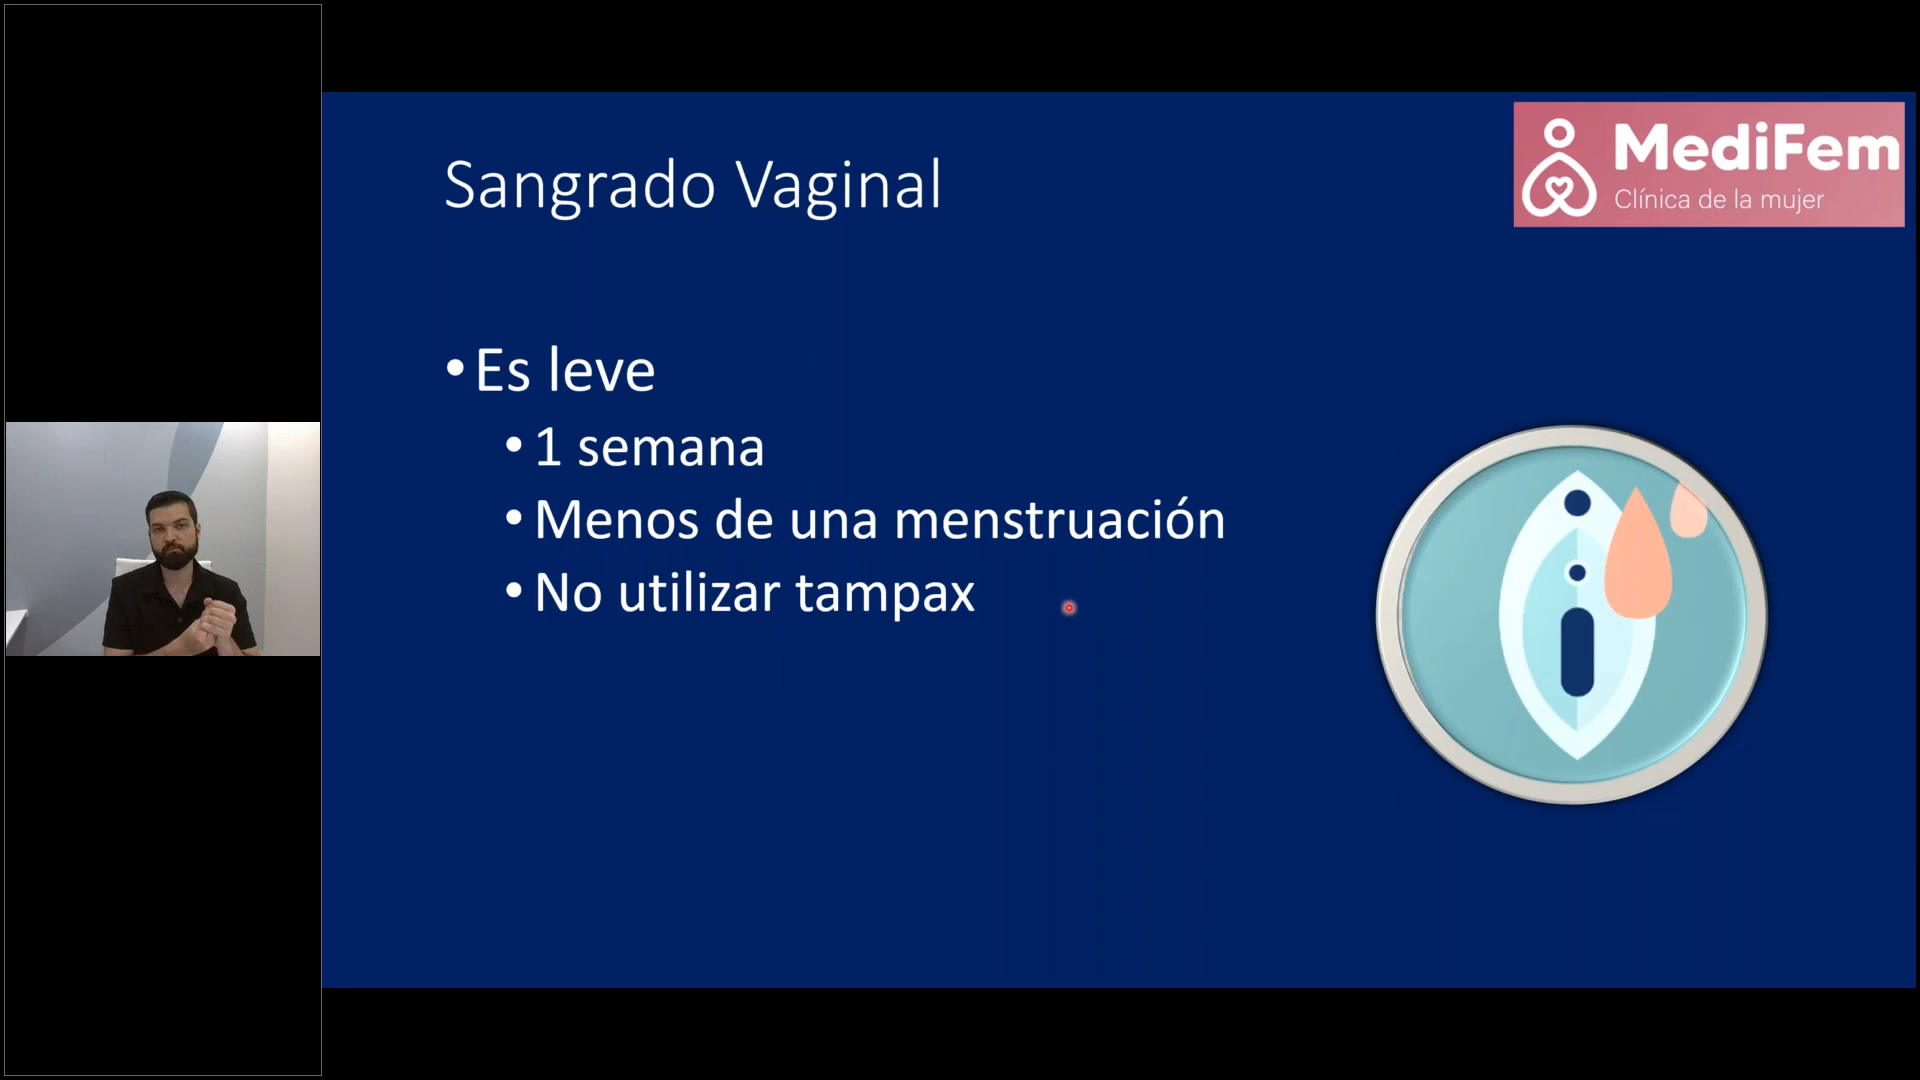 Sangrado Vaginal
MediFem
Clínica de la mujer
•Es leve
•1 semana
•Menos de una menstruación
•No utilizar tampax